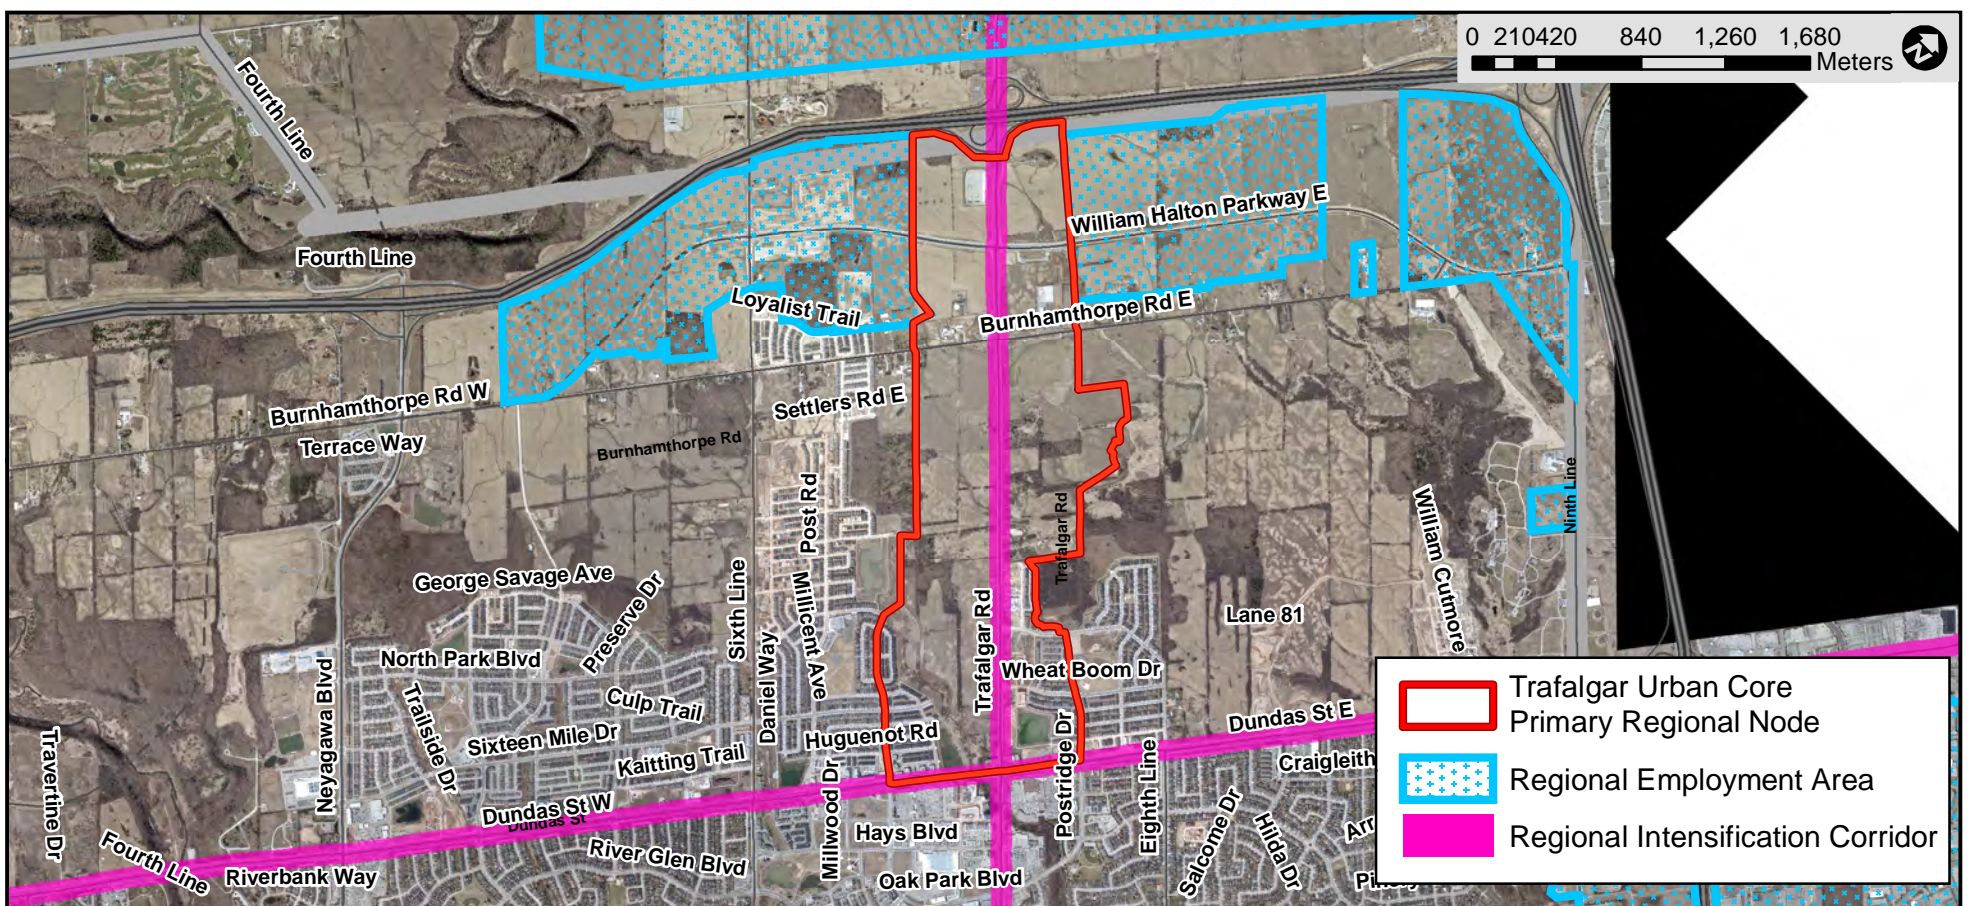 0 210420 840 1,260 1,680
Meters
Fourth Line
Fourth Line
William Halton Parkway E
Loyalist Trail
Burnhamthorpe Rd E
Burnhamthorpe Rd W
Settlers Rd E
Terrace Way
Burnhamthorpe Rd
Post Rd
Trafalgar Rd
William Cutmore
Ninth Line
George Savage Ave
Preserve Dr
Sixth Line
Millicent Ave
Lane 81
Trafalgar Rd
North Park Blvd
Wheat Boom Dr
Culp Trail
Daniel Way
Neyagawa Blvd
Trailside Dr
Sixteen Mile Dr
Kaitting Trail
Huguenot Rd
Dundas St E
Postridge Dr
Eighth Line
Craigleith
Travertine Dr
Dundas St W
Dundas St
Millwood Dr
Hays Blvd
Salcome Dr
Hilda Dr
Arr
Fourth Line
River Glen Blvd
Riverbank Way
Oak Park Blvd
Trafalgar Urban Core
Primary Regional Node
Regional Employment Area
Regional Intensification Corridor